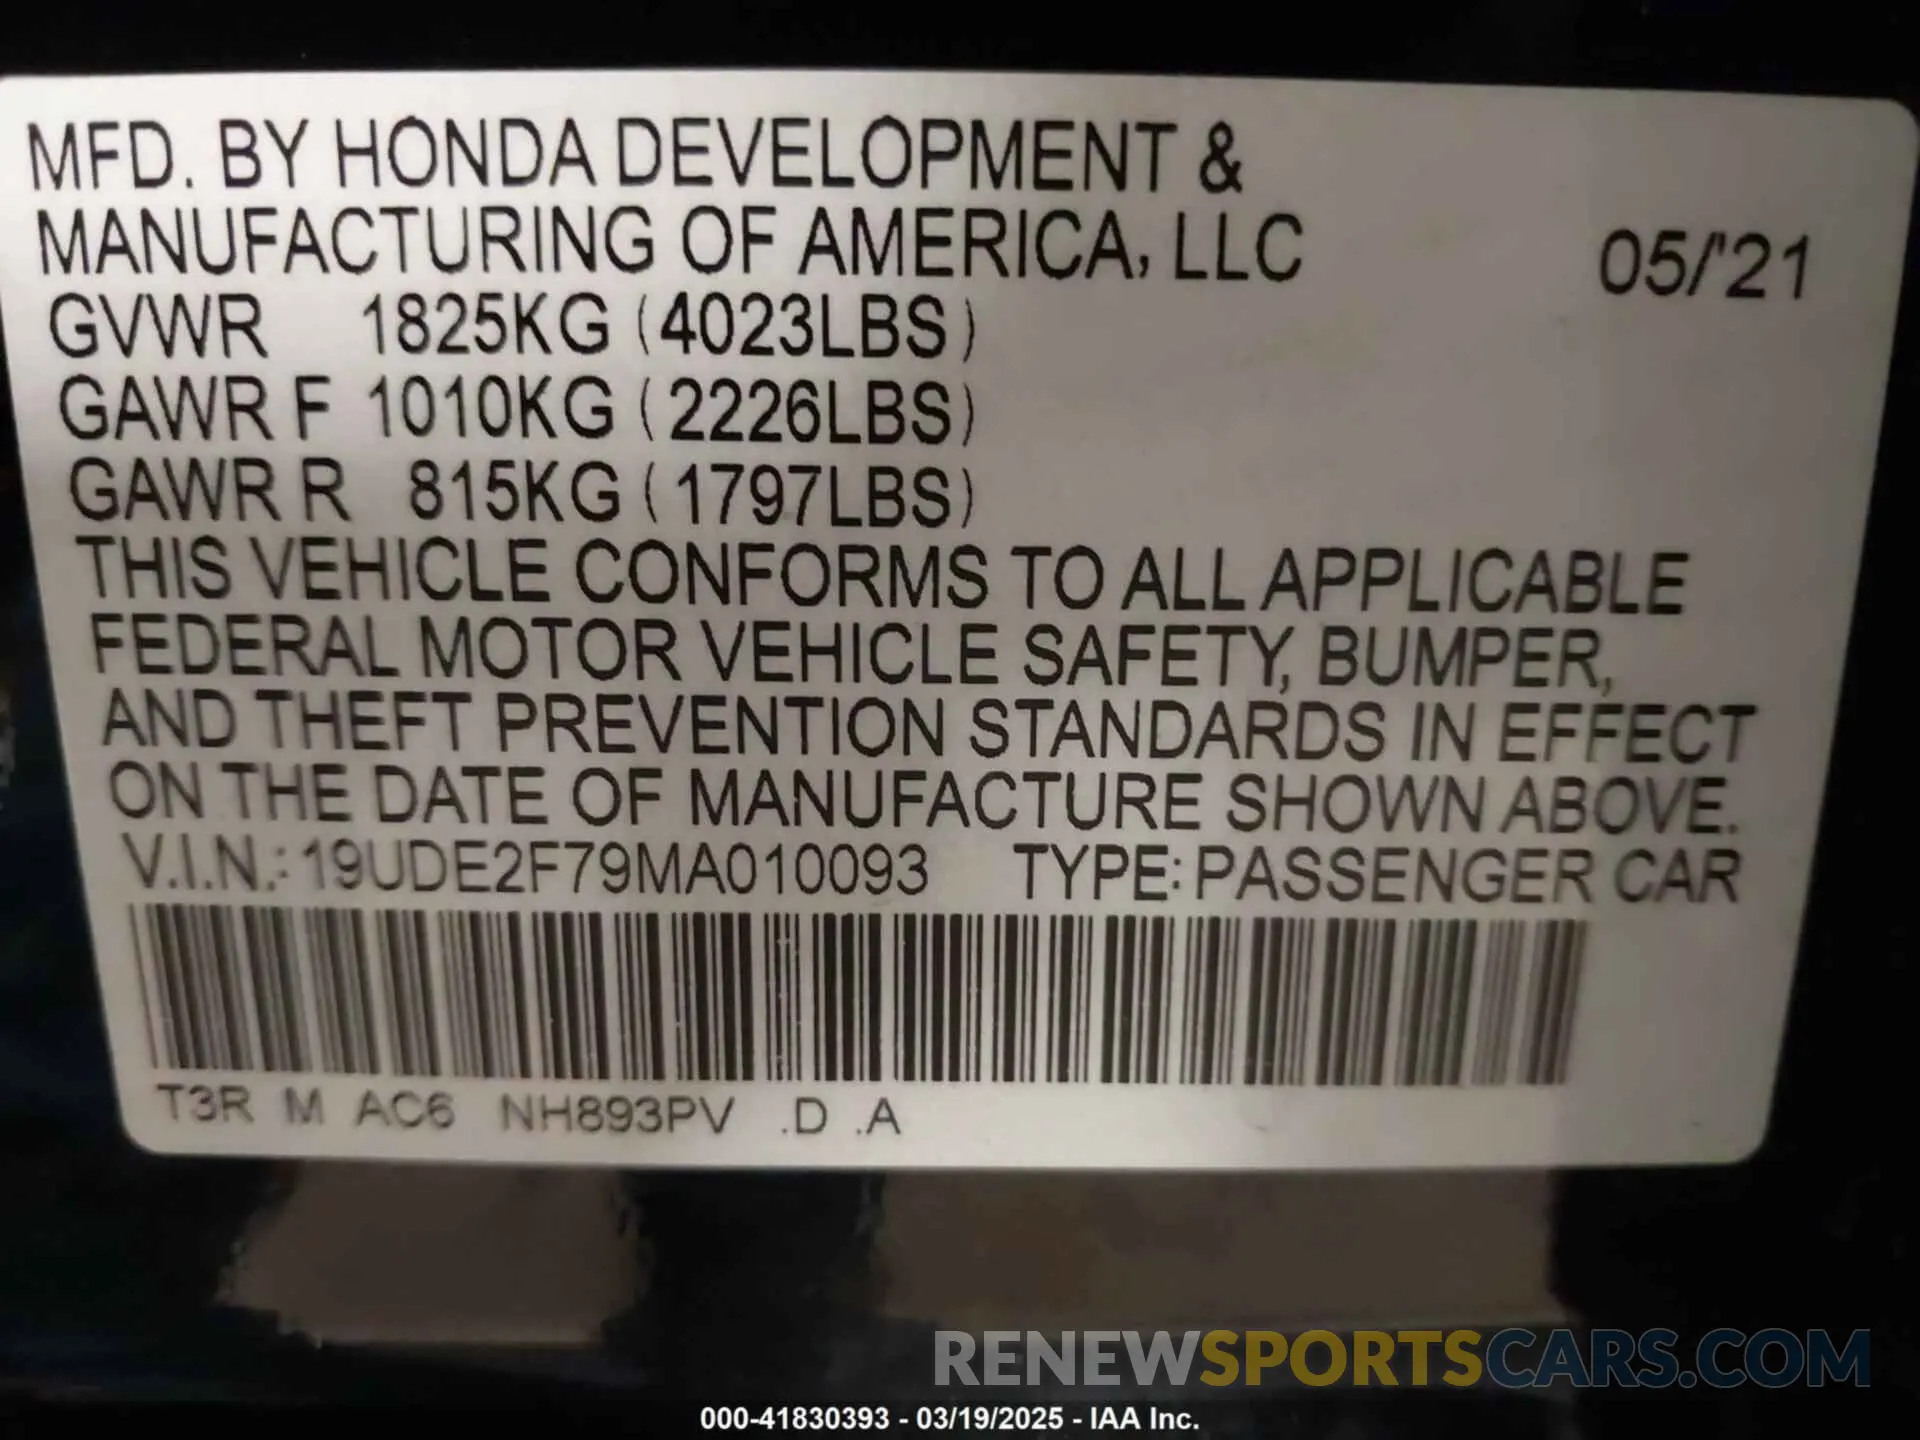 MFD. BY HONDA DEVELOPMENT &
MANUFACTURING OF AMERICA, LLC 05/'21
GVWR 1825KG (4023LBS)
GAWR F 1010KG (2226LBS)
GAWR R 815KG (1797LBS)
THIS VEHICLE CONFORMS TO ALL APPLICABLE
FEDERAL MOTOR VEHICLE SAFETY, BUMPER,
AND THEFT PREVENTION STANDARDS IN EFFECT
ON THE DATE OF MANUFACTURE SHOWN ABOVE.
V.I.N.: 19UDE2F79MA010093 TYPE: PASSENGER CAR
T3R M AC6 NH893PV .D .A
RENEWSPORTSCARS.COM
000-41830393 - 03/19/2025 - IAA Inc.